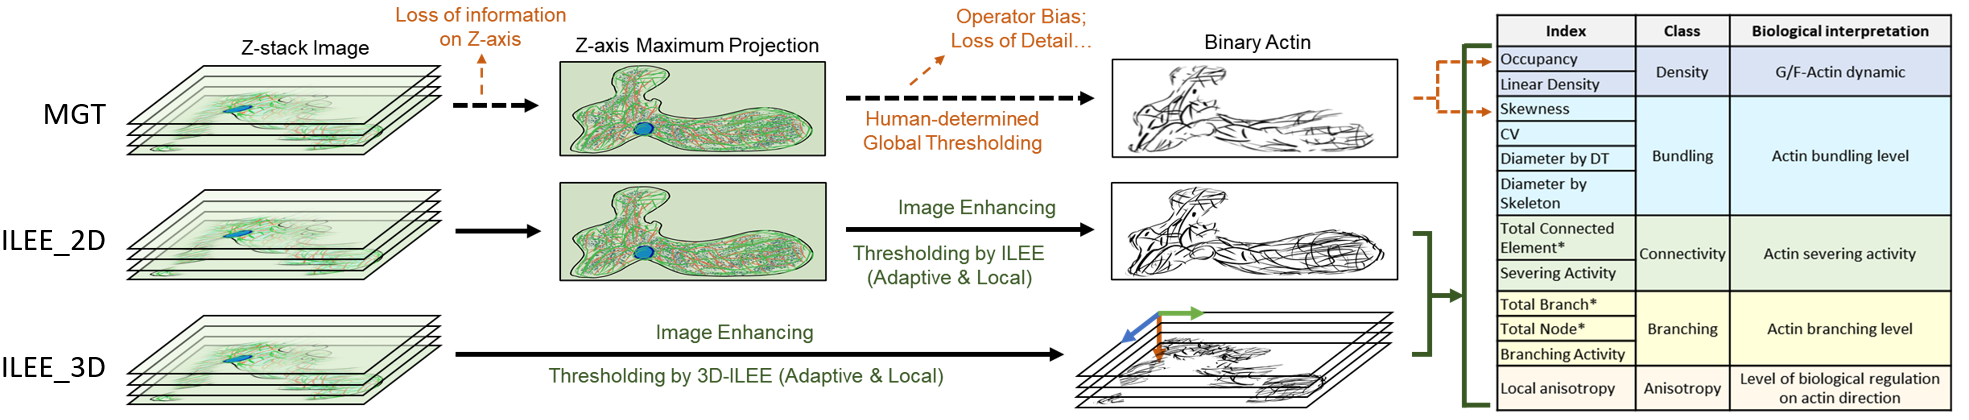 Loss of information
on Z-axis
Operator Bias;
Loss of Detail...
Z-stack Image
Z-axis Maximum Projection
Binary Actin
MGT
Human-determined
Global Thresholding
ILEE_2D
Image Enhancing
Thresholding by ILEE
(Adaptive & Local)
ILEE_3D
Image Enhancing
Thresholding by 3D-ILEE (Adaptive & Local)
Index Class Biological interpretation
Occupancy
Linear Density
Density
G/F-Actin dynamic
Skewness
CV
Diameter by DT
Diameter by
Skeleton
Bundling
Actin bundling level
Total Connected
Element*
Severing Activity
Connectivity
Actin severing activity
Total Branch*
Total Node*
Branching Activity
Branching
Actin branching level
Local anisotropy
Anisotropy
Level of biological regulation
on actin direction